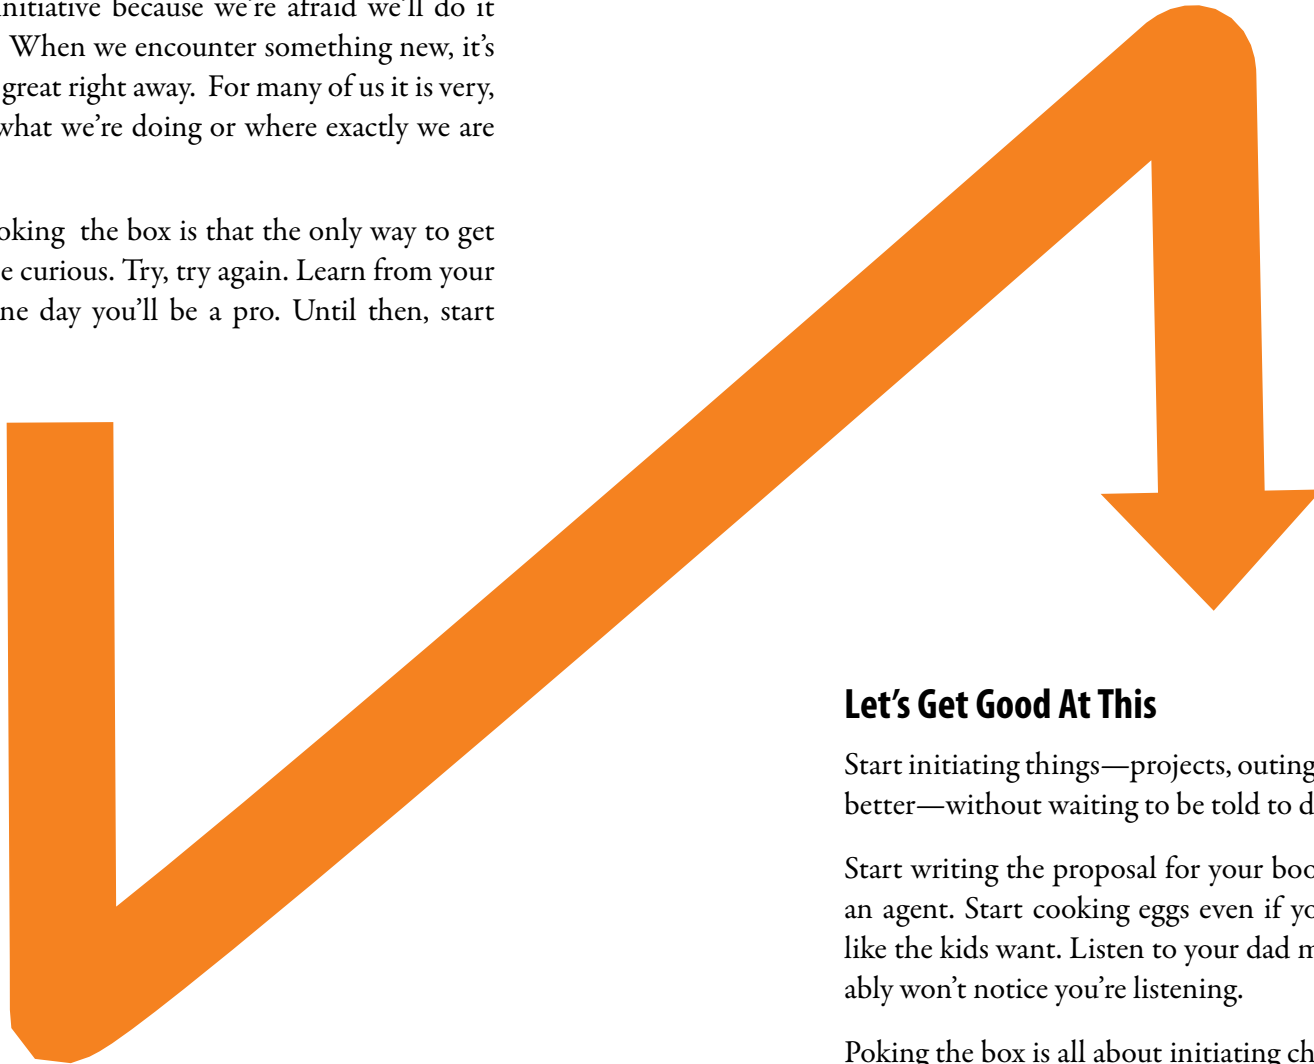 initiative because we're afraid we'll do it
When we encounter something new, it's
great right away. For many of us it is very,
what we're doing or where exactly we are
oking the box is that the only way to get
e curious. Try, try again. Learn from your
ne day you'll be a pro. Until then, start
Let's Get Good At This
Start initiating things—projects, outing
better—without waiting to be told to d
Start writing the proposal for your boo
an agent. Start cooking eggs even if yo
like the kids want. Listen to your dad m
ably won't notice you're listening.
Poking the box is all about initiating ch